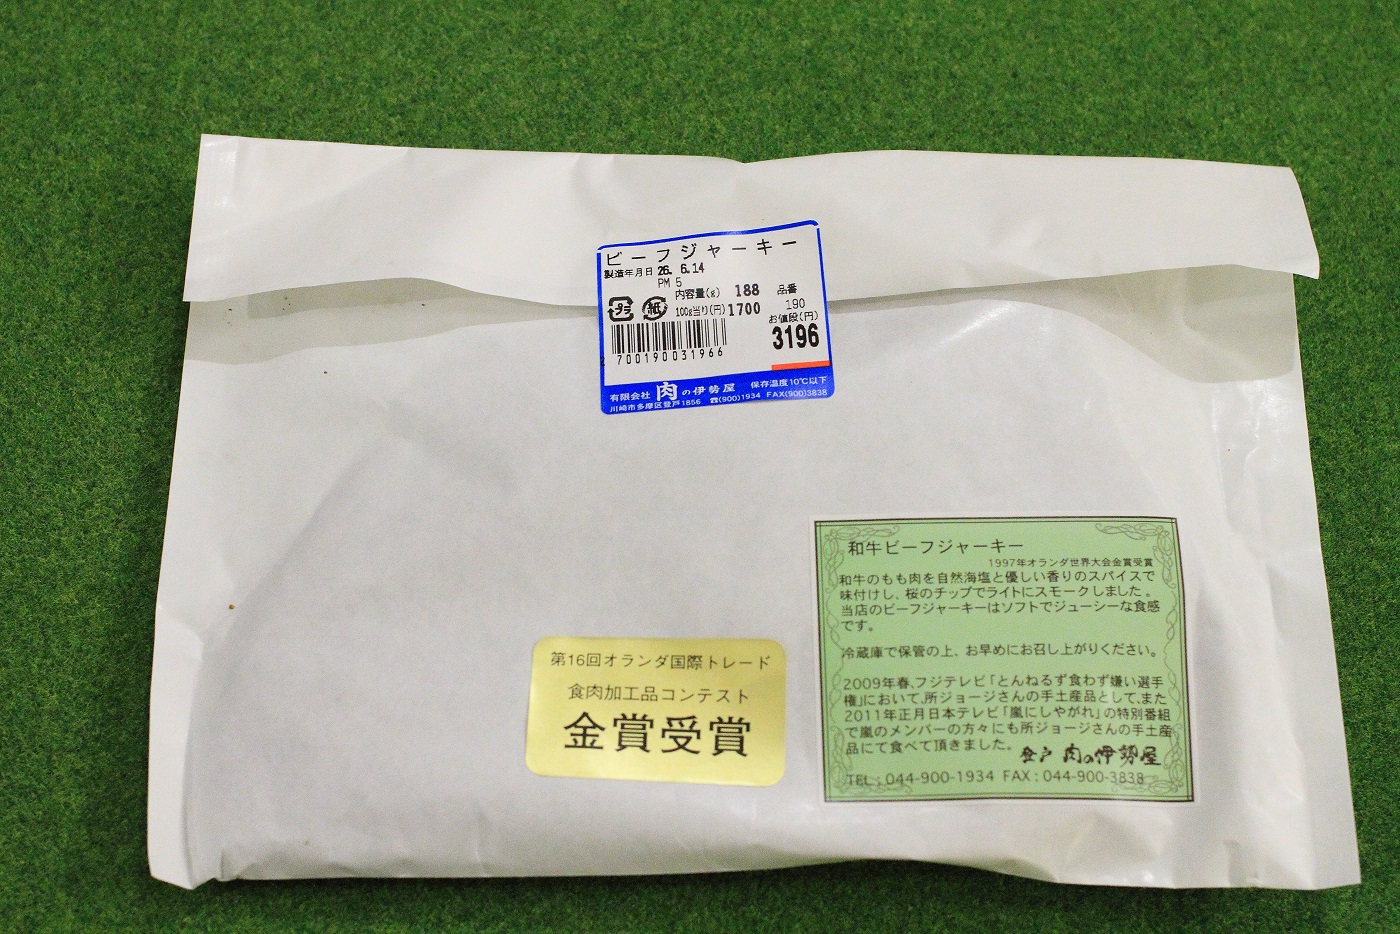 ビーフジャーキー
製造年月日 26. 6.14
PM 5
内容量(g) 188 品番
プラ 紙 100g当り(円) 1700 190
お値段(円)
3196
2 700190031966
有限会社 肉の伊勢屋 保存温度10℃以下
川崎市多摩区登戸1856 ☎(900)1934 FAX(900)3838
和牛ビーフジャーキー
1997年オランダ世界大会金賞受賞
和牛のもも肉を自然海塩と優しい香りのスパイスで
味付けし、桜のチップでライトにスモークしました。
当店のビーフジャーキーはソフトでジューシーな食感
です。
冷蔵庫で保管の上、お早めにお召し上がりください。
2009年春、フジテレビ「とんねるず食わず嫌い選手
権」において、所ジョージさんの手土産品として、また
2011年正月日本テレビ「嵐にしやがれ」の特別番組
で嵐のメンバーの方々にも所ジョージさんの手土産
品にて食べて頂きました。
登戸 肉の伊勢屋
TEL：044-900-1934 FAX：044-900-3838
第16回オランダ国際トレード
食肉加工品コンテスト
金賞受賞